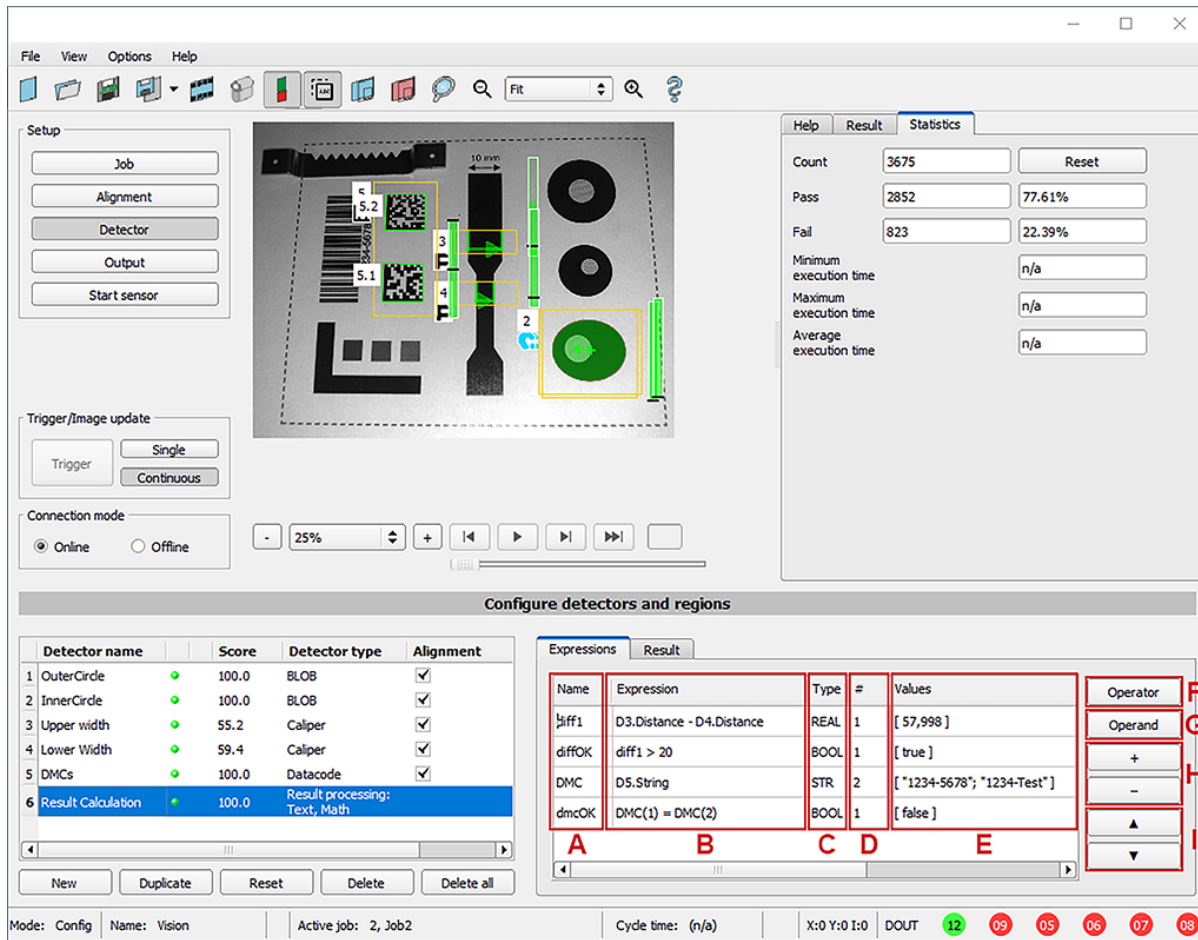 File View Options Help
Fit
Setup
Job
Alignment
Detector
Output
Start sensor
Trigger/Image update
Trigger
Single
Continuous
Connection mode
Online Offline
10 mm
5.2
5.1
3
4
2
- 25% +
Help Result Statistics
Count 3675 Reset
Pass 2852 77.61%
Fail 823 22.39%
Minimum
execution time n/a
Maximum
execution time n/a
Average
execution time n/a
Configure detectors and regions
Detector name Score Detector type Alignment
1 OuterCircle 100.0 BLOB
2 InnerCircle 100.0 BLOB
3 Upper width 55.2 Caliper
4 Lower Width 59.4 Caliper
5 DMCs 100.0 Datacode
6 Result Calculation 100.0 Result processing:
Text, Math
New Duplicate Reset Delete Delete all
Expressions Result
Name Expression Type # Values
diff1 D3.Distance - D4.Distance REAL 1 [ 57,998 ]
diffOK diff1 > 20 BOOL 1 [ true ]
DMC D5.String STR 2 [ "1234-5678"; "1234-Test" ]
dmcOK DMC(1) = DMC(2) BOOL 1 [ false ]
A B C D E
Operator F
Operand G
+
H
-
I
Mode: Config Name: Vision Active job: 2, Job2 Cycle time: (n/a) X:0 Y:0 I:0 DOUT 12 09 05 06 07 08